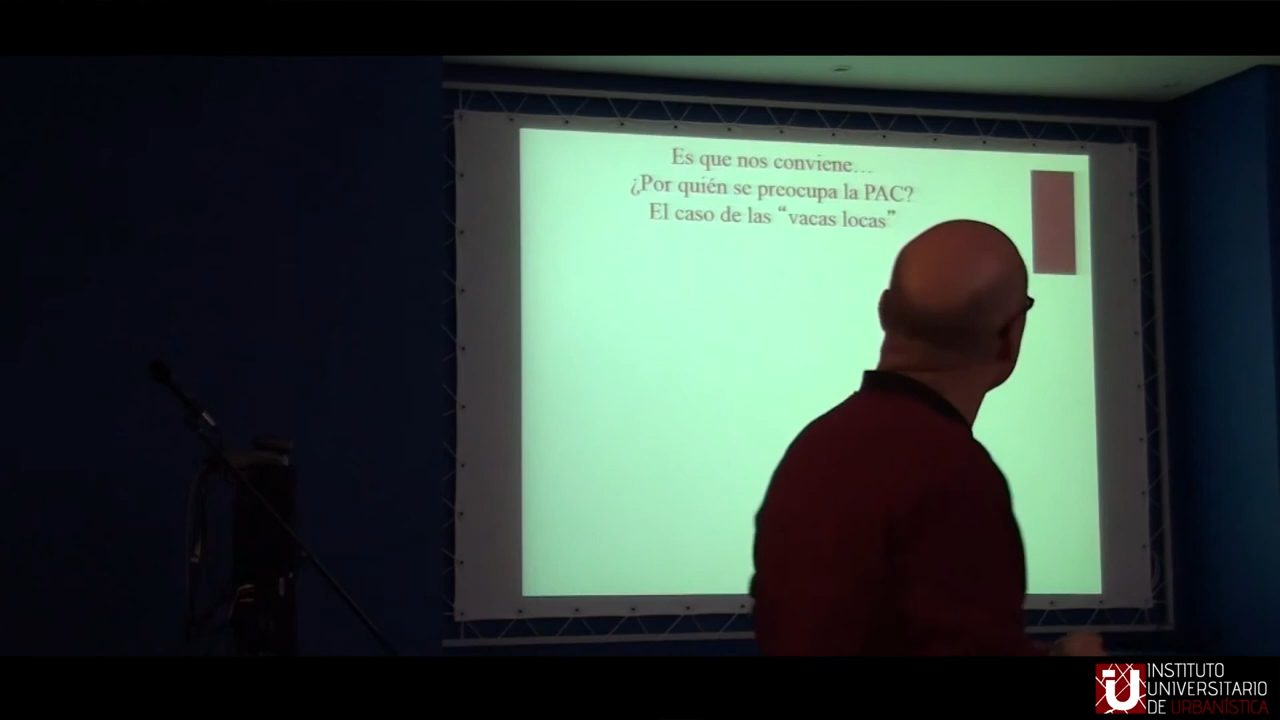 Es que nos conviene...
¿Por quién se preocupa la PAC?
El caso de las “vacas locas”
INSTITUTO
UNIVERSITARIO
DE URBANÍSTICA